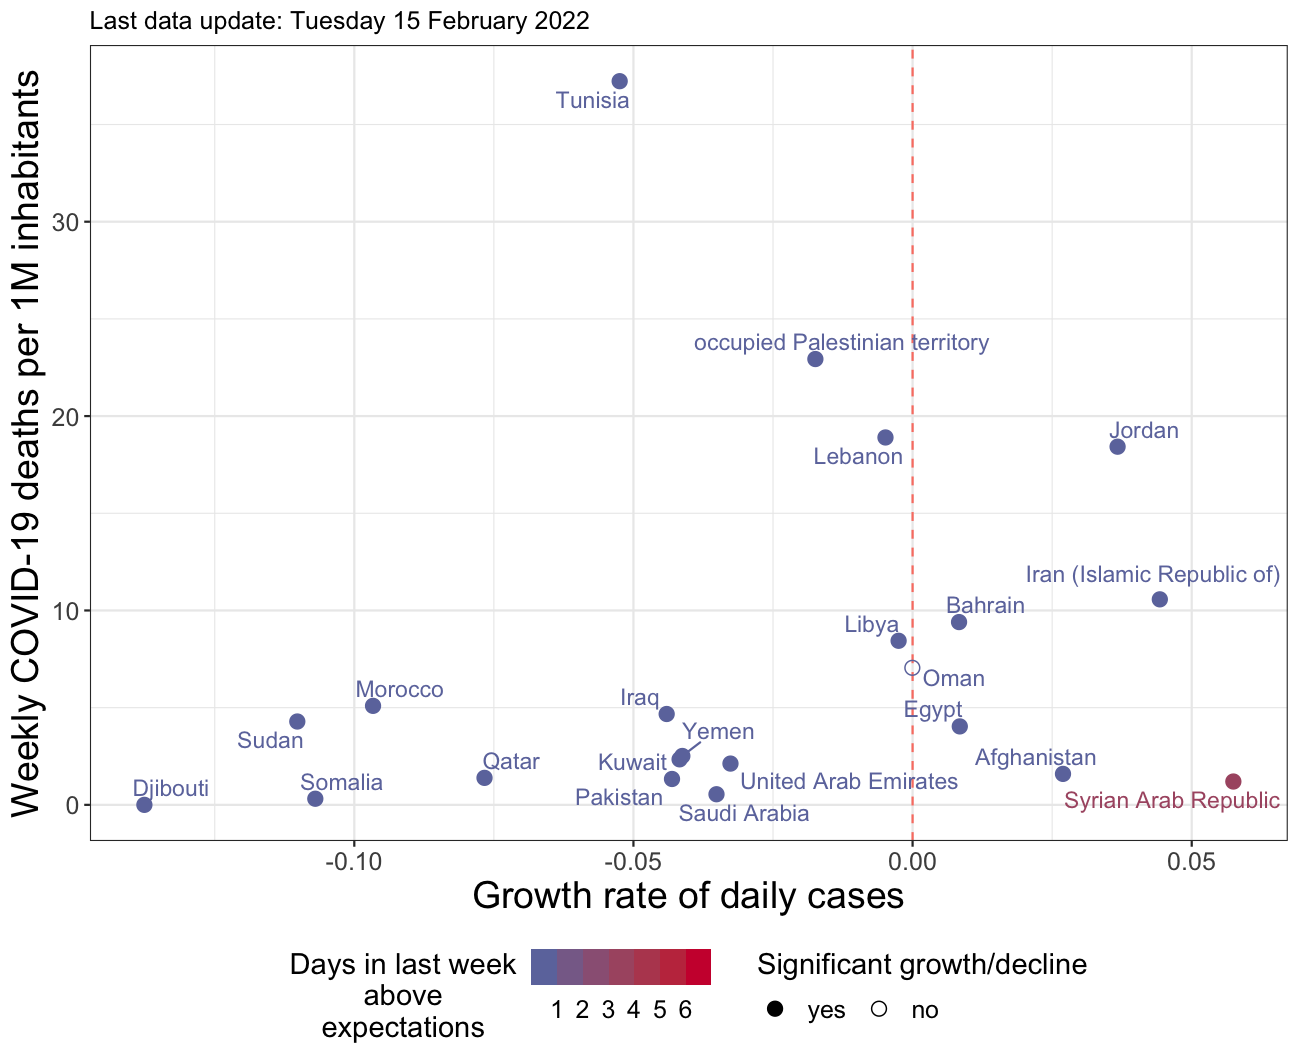 Last data update: Tuesday 15 February 2022
Weekly COVID-19 deaths per 1M inhabitants
30
20
10
0
Tunisia
occupied Palestinian territory
Lebanon
Jordan
Iran (Islamic Republic of)
Bahrain
Libya
Oman
Egypt
Morocco
Iraq
Sudan
Yemen
Kuwait
Qatar
Afghanistan
Djibouti
Somalia
United Arab Emirates
Pakistan
Syrian Arab Republic
Saudi Arabia
-0.10 -0.05 0.00 0.05
Growth rate of daily cases
Days in last week
above
expectations
1 2 3 4 5 6
Significant growth/decline
yes no